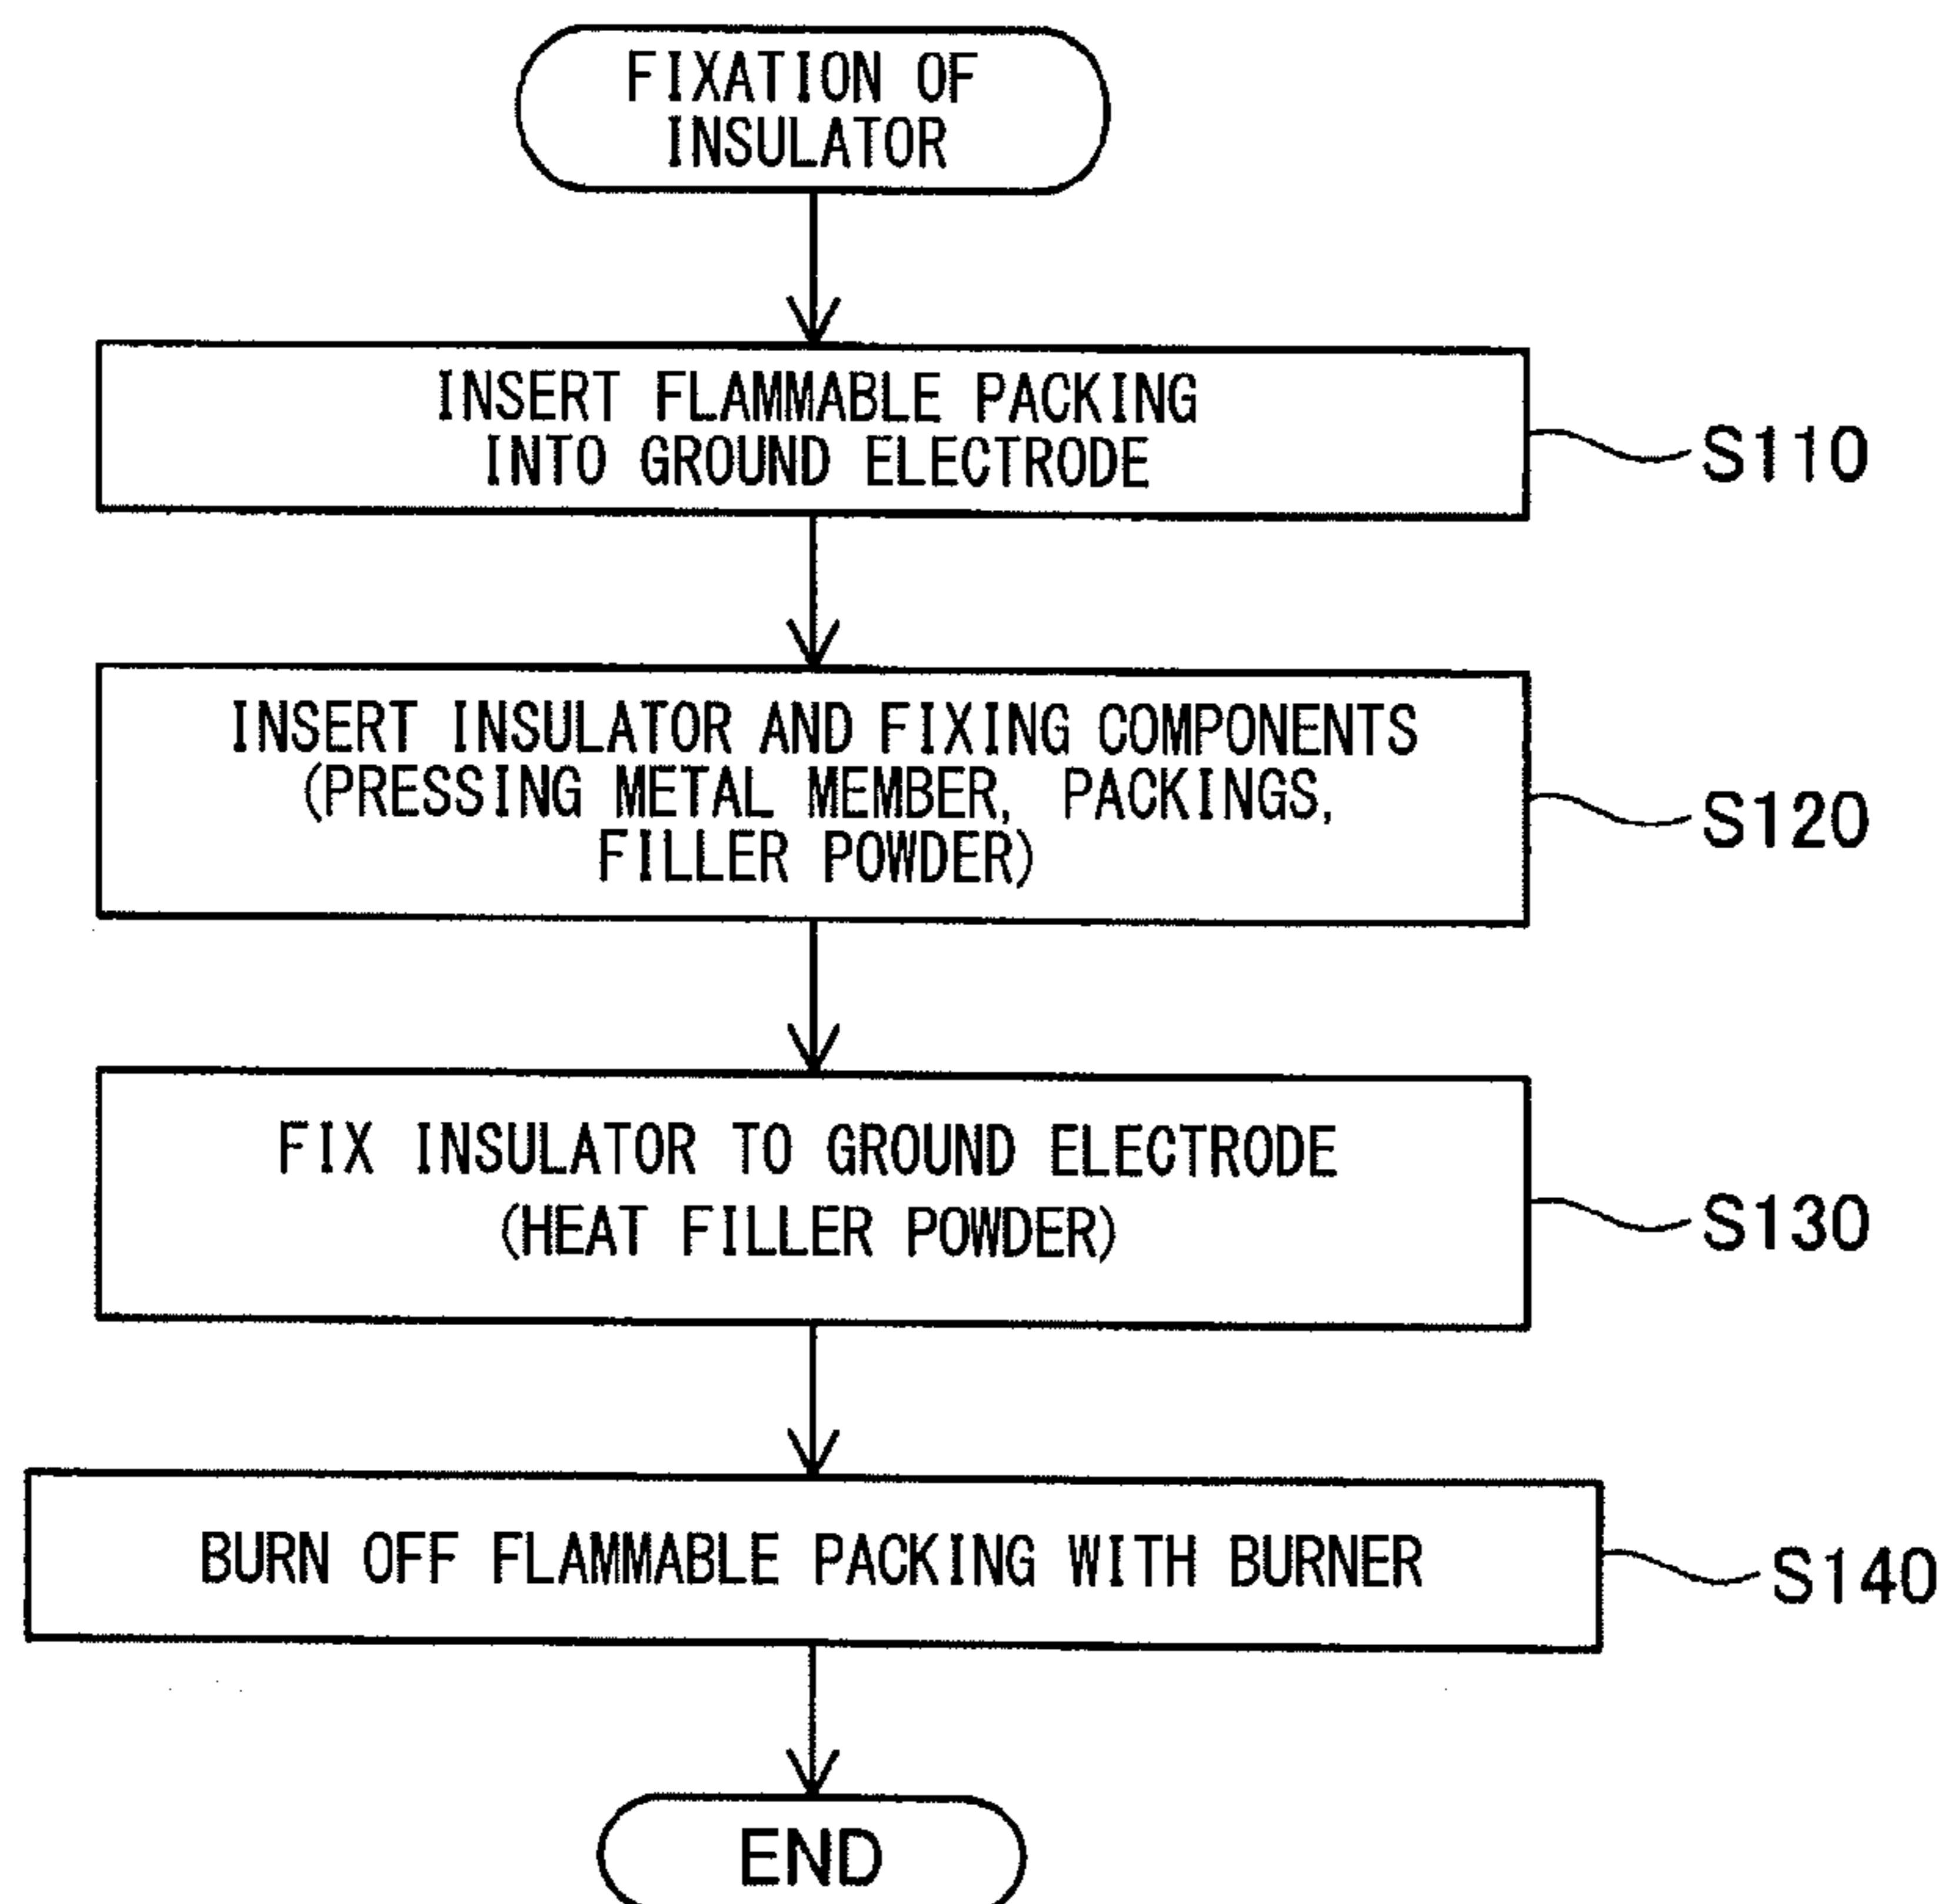 FIXATION OF
INSULATOR
INSERT FLAMMABLE PACKING
INTO GROUND ELECTRODE
S110
INSERT INSULATOR AND FIXING COMPONENTS
(PRESSING METAL MEMBER, PACKINGS,
FILLER POWDER)
S120
FIX INSULATOR TO GROUND ELECTRODE
(HEAT FILLER POWDER)
S130
BURN OFF FLAMMABLE PACKING WITH BURNER
S140
END